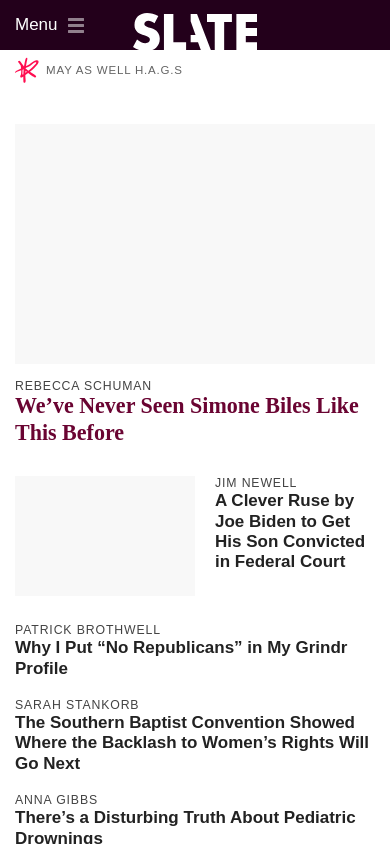 Menu
SLATE
MAY AS WELL H.A.G.S
REBECCA SCHUMAN
We’ve Never Seen Simone Biles Like
This Before
JIM NEWELL
A Clever Ruse by
Joe Biden to Get
His Son Convicted
in Federal Court
PATRICK BROTHWELL
Why I Put “No Republicans” in My Grindr
Profile
SARAH STANKORB
The Southern Baptist Convention Showed
Where the Backlash to Women’s Rights Will
Go Next
ANNA GIBBS
There’s a Disturbing Truth About Pediatric
Drownings